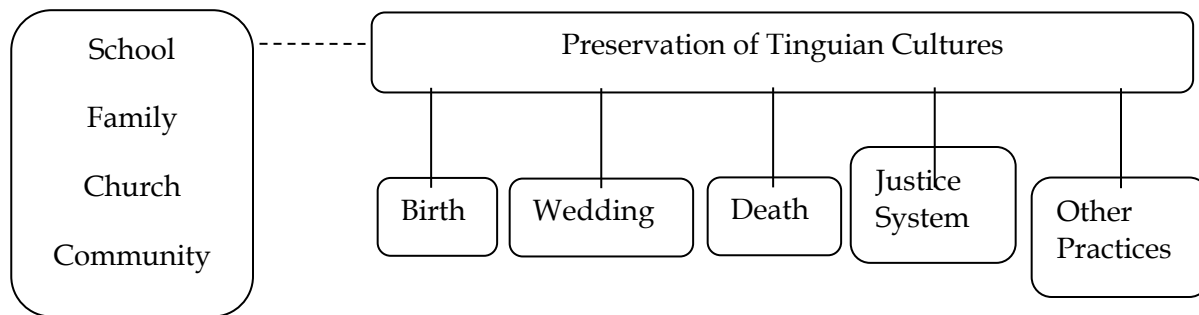 School
Family
Church
Community
Preservation of Tinguian Cultures
Birth
Wedding
Death
Justice
System
Other
Practices